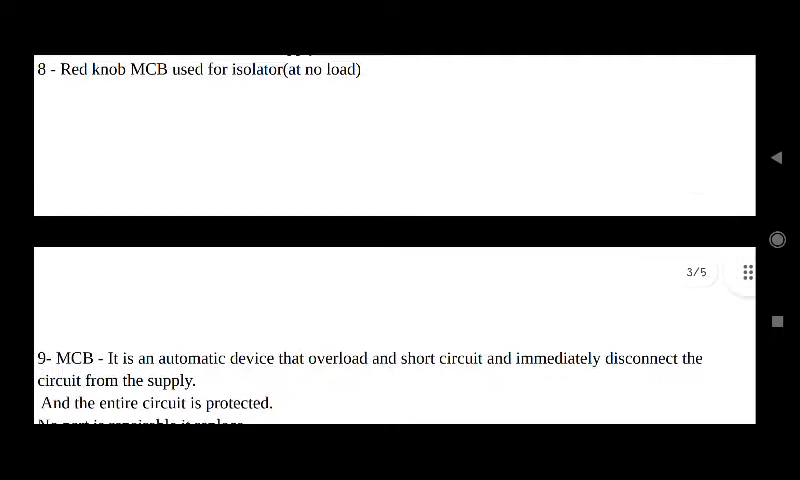 8 - Red knob MCB used for isolator(at no load)
3/5
9- MCB - It is an automatic device that overload and short circuit and immediately disconnect the
circuit from the supply.
And the entire circuit is protected.